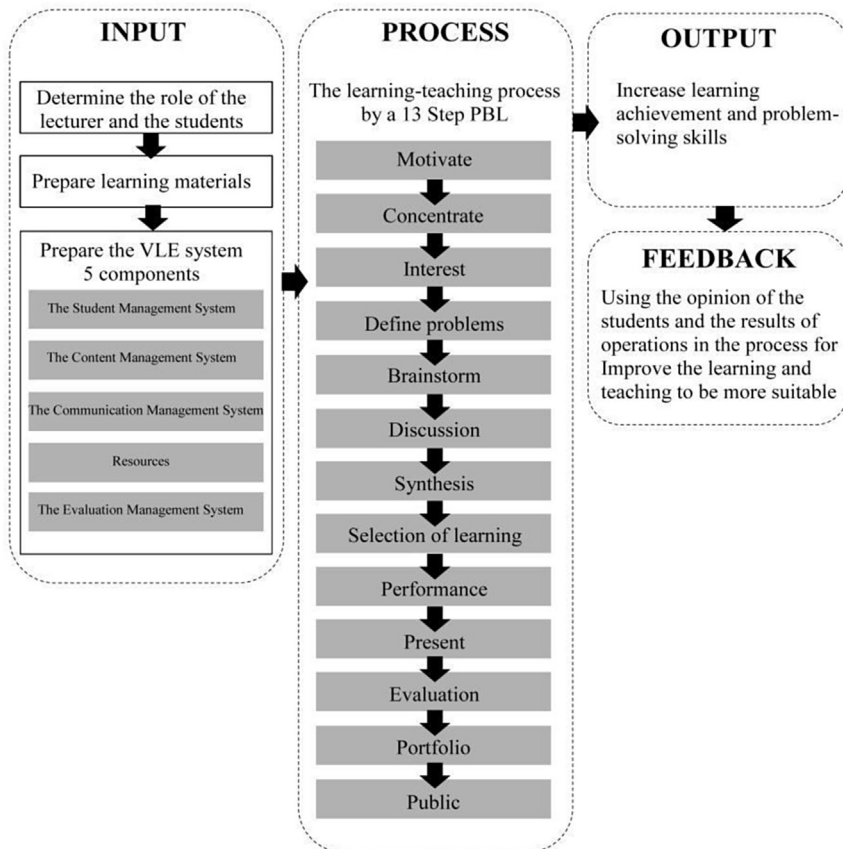 INPUT
Determine the role of the
lecturer and the students
Prepare learning materials
Prepare the VLE system
5 components
The Student Management System
The Content Management System
The Communication Management System
Resources
The Evaluation Management System
PROCESS
The learning-teaching process
by a 13 Step PBL
Motivate
Concentrate
Interest
Define problems
Brainstorm
Discussion
Synthesis
Selection of learning
Performance
Present
Evaluation
Portfolio
Public
OUTPUT
Increase learning
achievement and problem-
solving skills
FEEDBACK
Using the opinion of the
students and the results of
operations in the process for
Improve the learning and
teaching to be more suitable